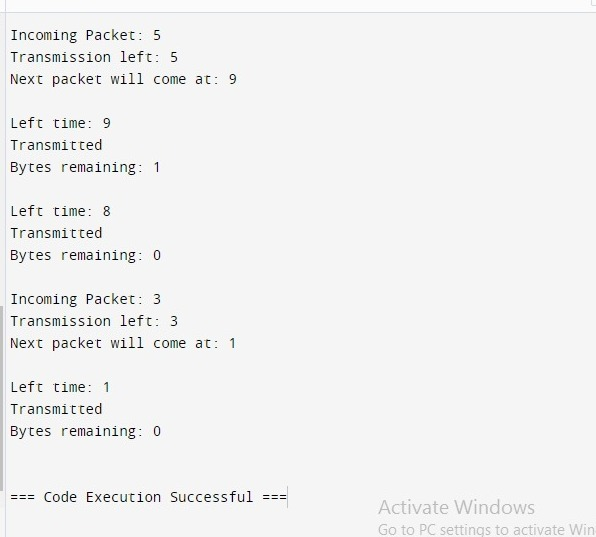 Incoming Packet: 5
Transmission left: 5
Next packet will come at: 9
Left time: 9
Transmitted
Bytes remaining: 1
Left time: 8
Transmitted
Bytes remaining: 0
Incoming Packet: 3
Transmission left: 3
Next packet will come at: 1
Left time: 1
Transmitted
Bytes remaining: 0
=== Code Execution Successful ===
Activate Windows
Go to PC settings to activate Win